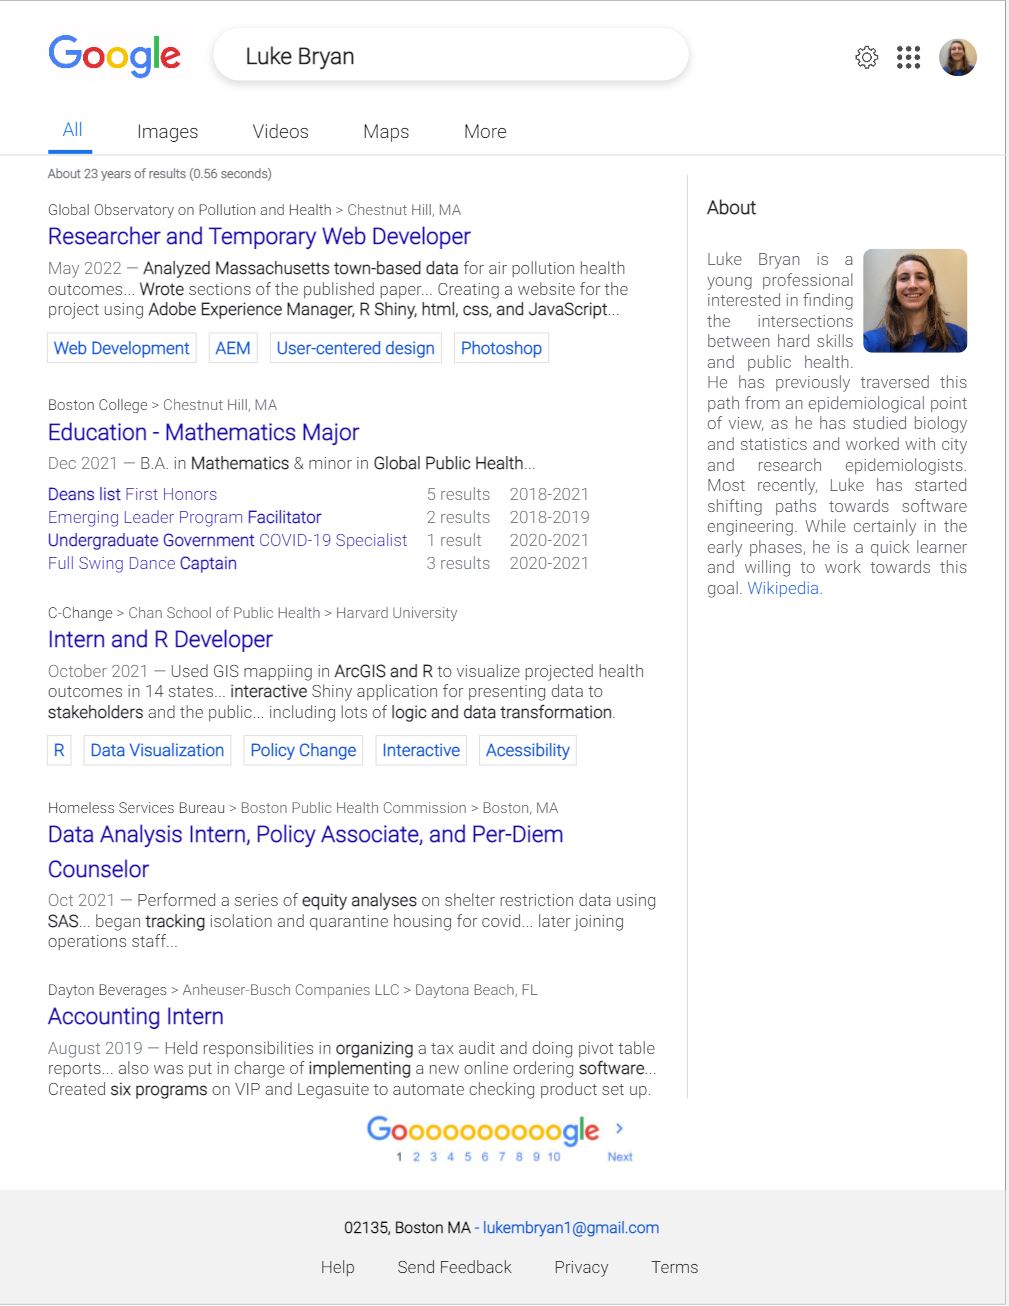 Google
Luke Bryan
All Images Videos Maps More
About 23 years of results (0.56 seconds)
Global Observatory on Pollution and Health > Chestnut Hill, MA
Researcher and Temporary Web Developer
May 2022 — Analyzed Massachusetts town-based data for air pollution health
outcomes... Wrote sections of the published paper... Creating a website for the
project using Adobe Experience Manager, R Shiny, html, css, and JavaScript...
Web Development AEM User-centered design Photoshop
Boston College > Chestnut Hill, MA
Education - Mathematics Major
Dec 2021 — B.A. in Mathematics & minor in Global Public Health...
Deans list First Honors 5 results 2018-2021
Emerging Leader Program Facilitator 2 results 2018-2019
Undergraduate Government COVID-19 Specialist 1 result 2020-2021
Full Swing Dance Captain 3 results 2020-2021
C-Change > Chan School of Public Health > Harvard University
Intern and R Developer
October 2021 — Used GIS mappiing in ArcGIS and R to visualize projected health
outcomes in 14 states... interactive Shiny application for presenting data to
stakeholders and the public... including lots of logic and data transformation.
R Data Visualization Policy Change Interactive Acessibility
Homeless Services Bureau > Boston Public Health Commission > Boston, MA
Data Analysis Intern, Policy Associate, and Per-Diem
Counselor
Oct 2021 — Performed a series of equity analyses on shelter restriction data using
SAS... began tracking isolation and quarantine housing for covid... later joining
operations staff...
Dayton Beverages > Anheuser-Busch Companies LLC > Daytona Beach, FL
Accounting Intern
August 2019 — Held responsibilities in organizing a tax audit and doing pivot table
reports... also was put in charge of implementing a new online ordering software...
Created six programs on VIP and Legasuite to automate checking product set up.
About
Luke Bryan is a
young professional
interested in finding
the intersections
between hard skills
and public health.
He has previously traversed this
path from an epidemiological point
of view, as he has studied biology
and statistics and worked with city
and research epidemiologists.
Most recently, Luke has started
shifting paths towards software
engineering. While certainly in the
early phases, he is a quick learner
and willing to work towards this
goal. Wikipedia.
Goooooooooogle >
1 2 3 4 5 6 7 8 9 10 Next
02135, Boston MA - lukembryan1@gmail.com
Help Send Feedback Privacy Terms